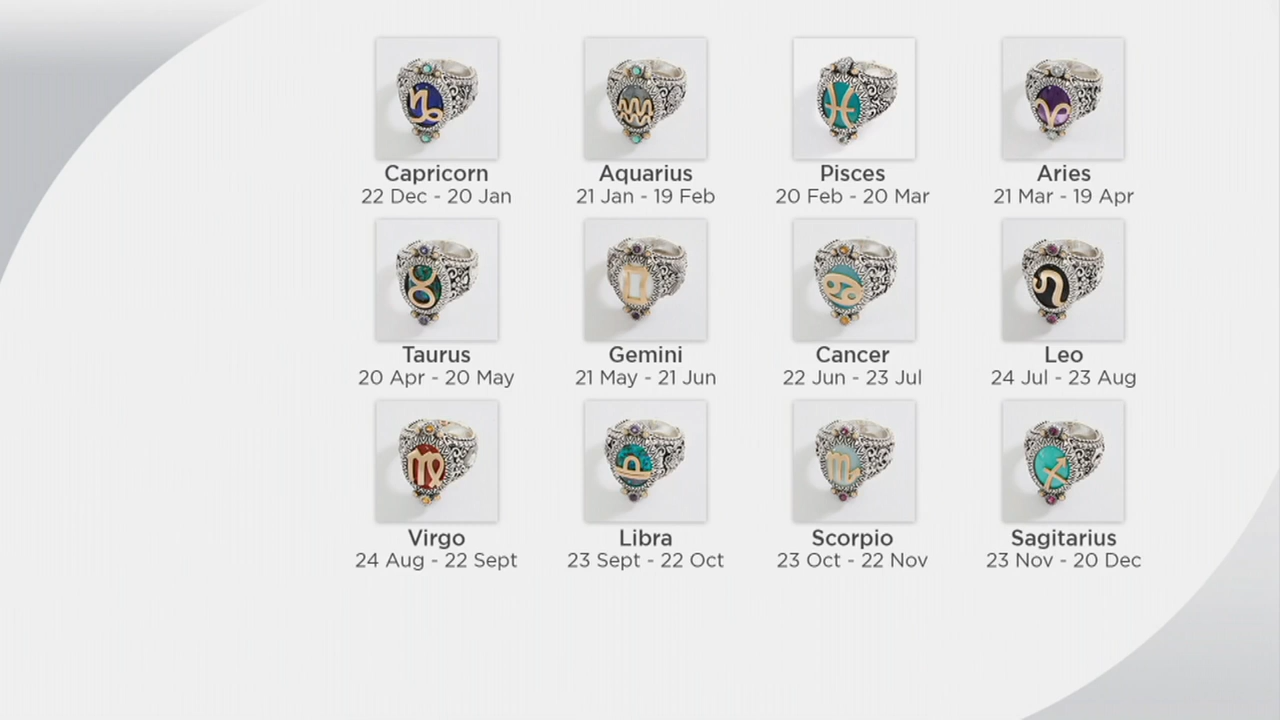 Capricorn
22 Dec - 20 Jan
Aquarius
21 Jan - 19 Feb
Pisces
20 Feb - 20 Mar
Aries
21 Mar - 19 Apr
Taurus
20 Apr - 20 May
Gemini
21 May - 21 Jun
Cancer
22 Jun - 23 Jul
Leo
24 Jul - 23 Aug
Virgo
24 Aug - 22 Sept
Libra
23 Sept - 22 Oct
Scorpio
23 Oct - 22 Nov
Sagitarius
23 Nov - 20 Dec